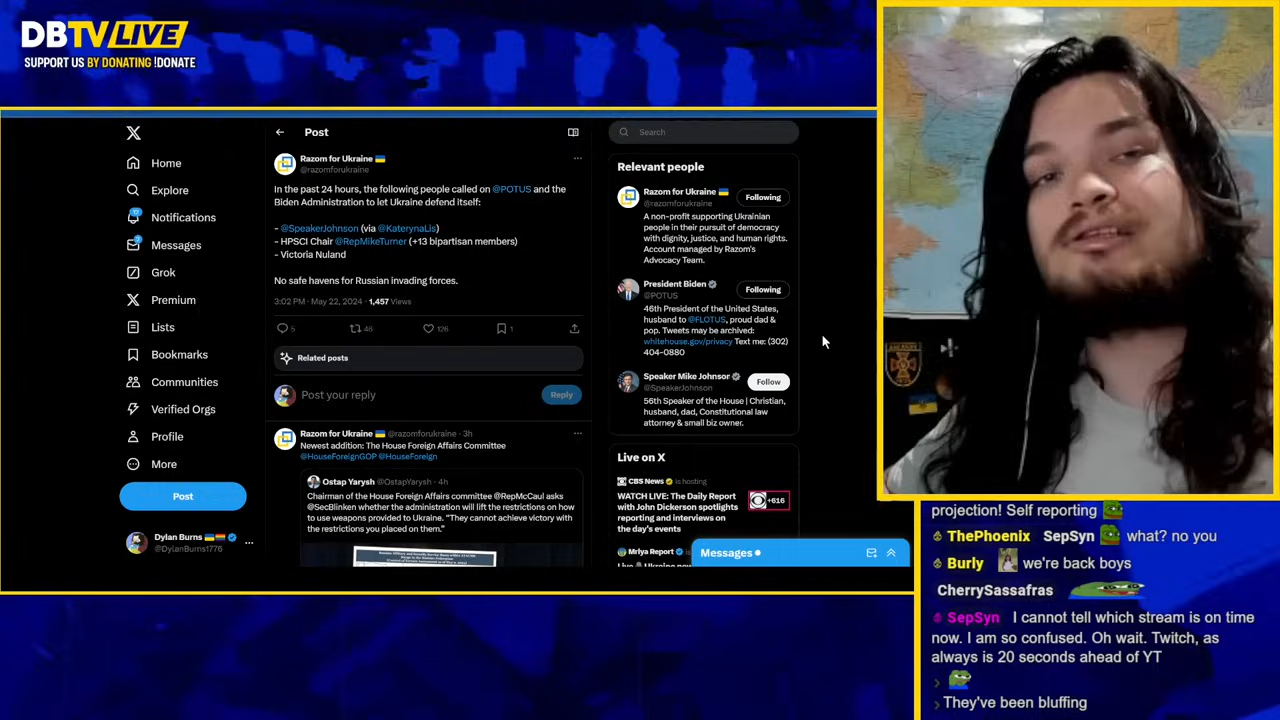 DBTV LIVE
SUPPORT US BY DONATING !DONATE
Home
Explore
17
Notifications
Messages
Grok
Premium
Lists
Bookmarks
Communities
Verified Orgs
Profile
More
Post
Dylan Burns
@DylanBurns1776
Post
Razom for Ukraine
@razomforukraine
In the past 24 hours, the following people called on @POTUS and the
Biden Administration to let Ukraine defend itself:
- @SpeakerJohnson (via @KaterynaLis)
- HPSCI Chair @RepMikeTurner (+13 bipartisan members)
- Victoria Nuland
No safe havens for Russian invading forces.
3:02 PM · May 22, 2024 · 1,457 Views
5 46 126 1
Related posts
Post your reply
Reply
Razom for Ukraine @razomforukraine · 3h
Newest addition: The House Foreign Affairs Committee
@HouseForeignGOP @HouseForeign
Ostap Yarysh @OstapYarysh · 4h
Chairman of the House Foreign Affairs committee @RepMcCaul asks
@SecBlinken whether the administration will lift the restrictions on how
to use weapons provided to Ukraine. "They cannot achieve victory with
the restrictions you placed on them."
Search
Relevant people
Razom for Ukraine
@razomforukraine
Following
A non-profit supporting Ukrainian
people in their pursuit of democracy
with dignity, justice, and human rights.
Account managed by Razom's
Advocacy Team.
President Biden
@POTUS
Following
46th President of the United States,
husband to @FLOTUS, proud dad &
pop. Tweets may be archived:
whitehouse.gov/privacy Text me: (302)
404-0880
Speaker Mike Johnson
@SpeakerJohnson
Follow
56th Speaker of the House | Christian,
husband, dad, Constitutional law
attorney & small biz owner.
Live on X
CBS News is hosting
WATCH LIVE: The Daily Report
with John Dickerson spotlights
reporting and interviews on
the day's events
+616
Mriya Report is
Messages
projection! Self reporting
ThePhoenix SepSyn what? no you
Burly we're back boys
CherrySassafras
SepSyn I cannot tell which stream is on time
now. I am so confused. Oh wait. Twitch, as
always is 20 seconds ahead of YT
They've been bluffing